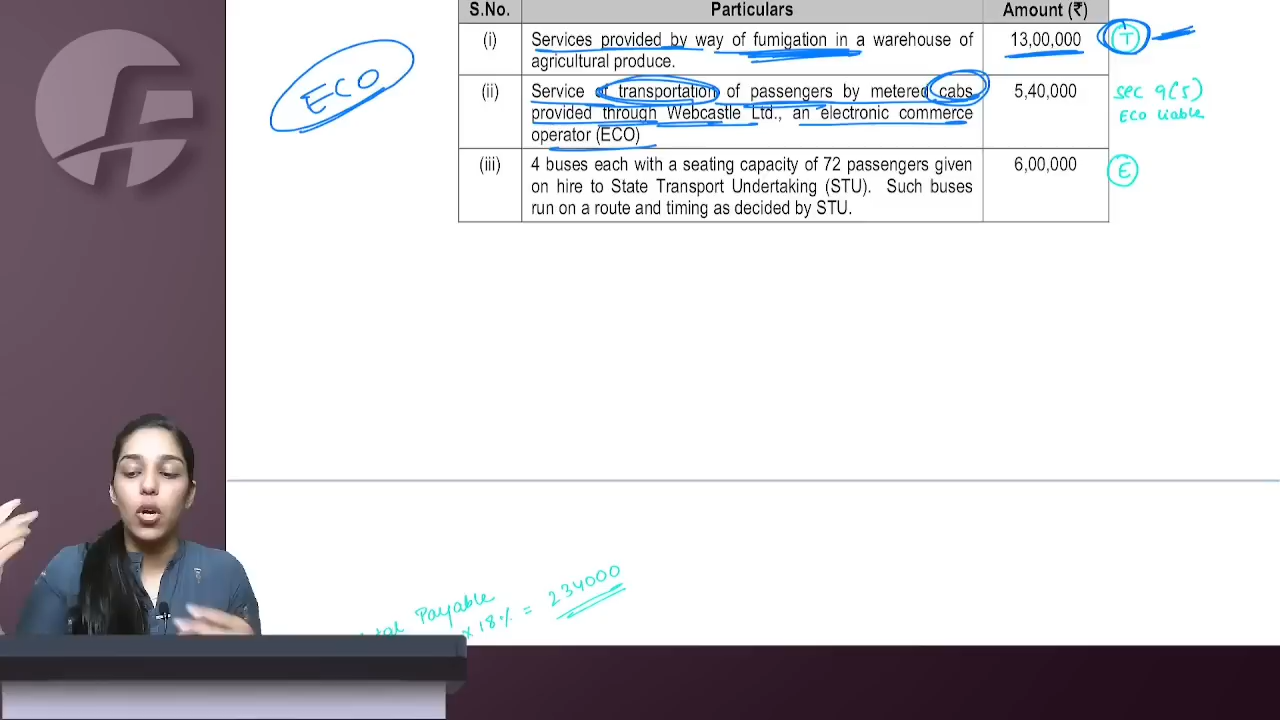 S.No. Particulars Amount (₹)
(i) Services provided by way of fumigation in a warehouse of agricultural produce. 13,00,000 T
(ii) Service of transportation of passengers by metered cabs provided through Webcastle Ltd., an electronic commerce operator (ECO) 5,40,000 Sec 9(5) ECO liable
ECO
(iii) 4 buses each with a seating capacity of 72 passengers given on hire to State Transport Undertaking (STU). Such buses run on a route and timing as decided by STU. 6,00,000 E
Payable
x 18% = 234000